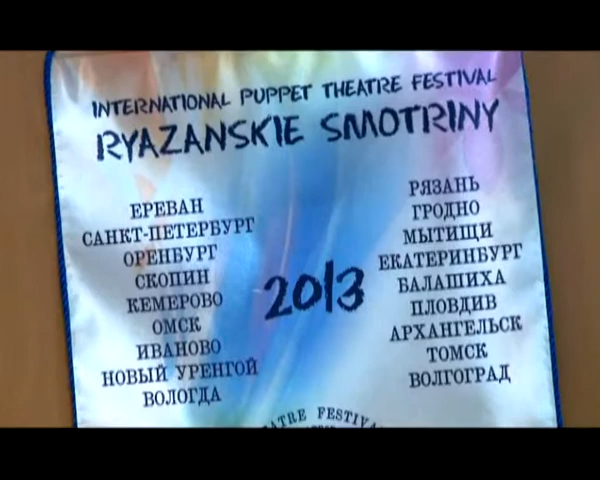 INTERNATIONAL PUPPET THEATRE FESTIVAL
RYAZANSKIE SMOTRINY
ЕРЕВАН
САНКТ-ПЕТЕРБУРГ
ОРЕНБУРГ
СКОПИН
КЕМЕРОВО
ОМСК
ИВАНОВО
НОВЫЙ УРЕНГОЙ
ВОЛОГДА
2013
РЯЗАНЬ
ГРОДНО
МЫТИЩИ
ЕКАТЕРИНБУРГ
БАЛАШИХА
ПЛОВДИВ
АРХАНГЕЛЬСК
ТОМСК
ВОЛГОГРАД
FESTIVAL